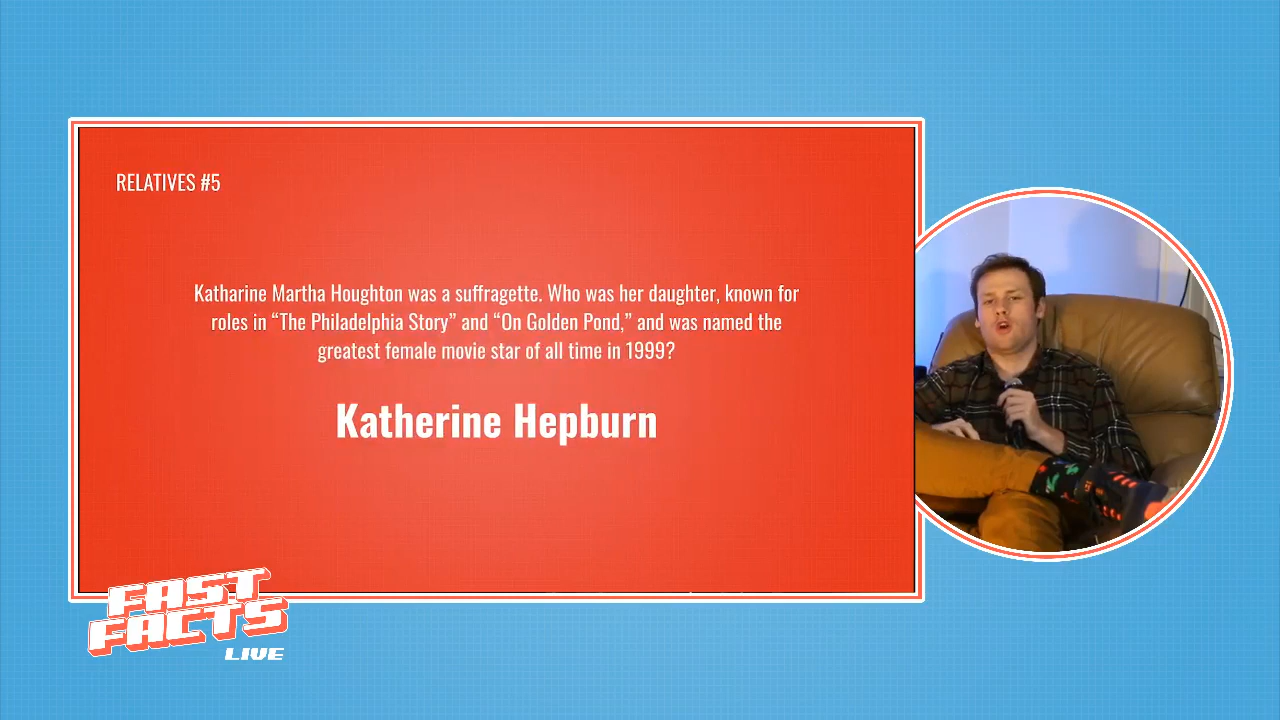 RELATIVES #5
Katharine Martha Houghton was a suffragette. Who was her daughter, known for
roles in “The Philadelphia Story” and “On Golden Pond,” and was named the
greatest female movie star of all time in 1999?
Katherine Hepburn
FAST
FACTS
LIVE